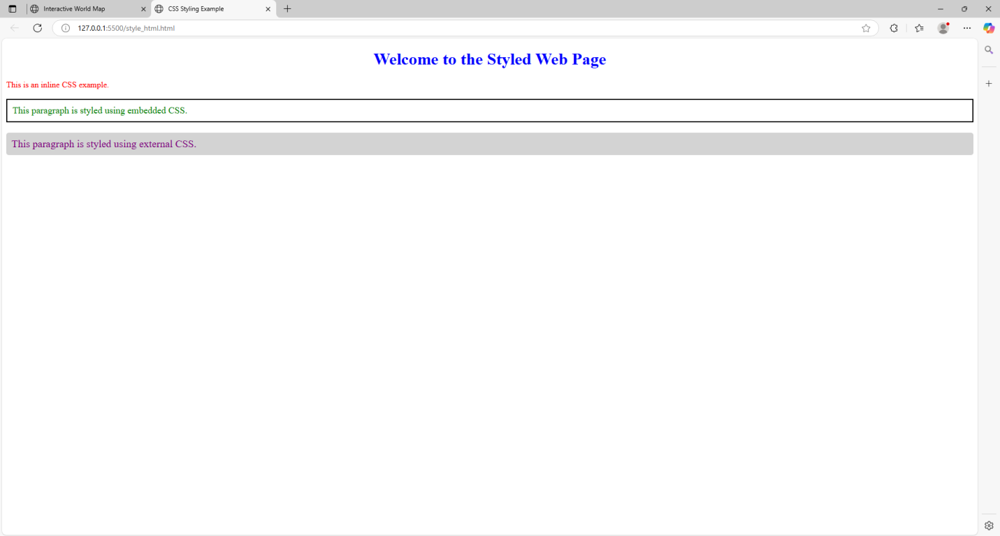 Interactive World Map
CSS Styling Example
127.0.0.1:5500/style_html.html
Welcome to the Styled Web Page
This is an inline CSS example.
This paragraph is styled using embedded CSS.
This paragraph is styled using external CSS.